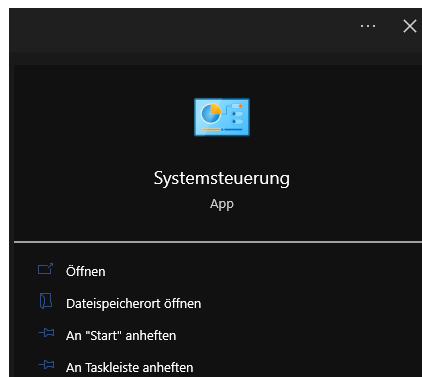 Systemsteuerung
App
Öffnen
Dateispeicherort öffnen
An "Start" anheften
An Taskleiste anheften